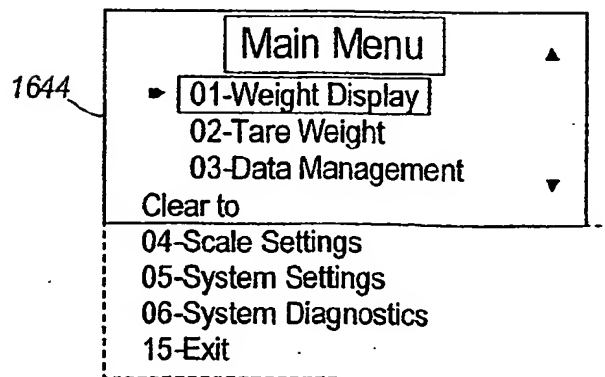 Main Menu
1644
01-Weight Display
02-Tare Weight
03-Data Management
Clear to
04-Scale Settings
05-System Settings
06-System Diagnostics
15-Exit